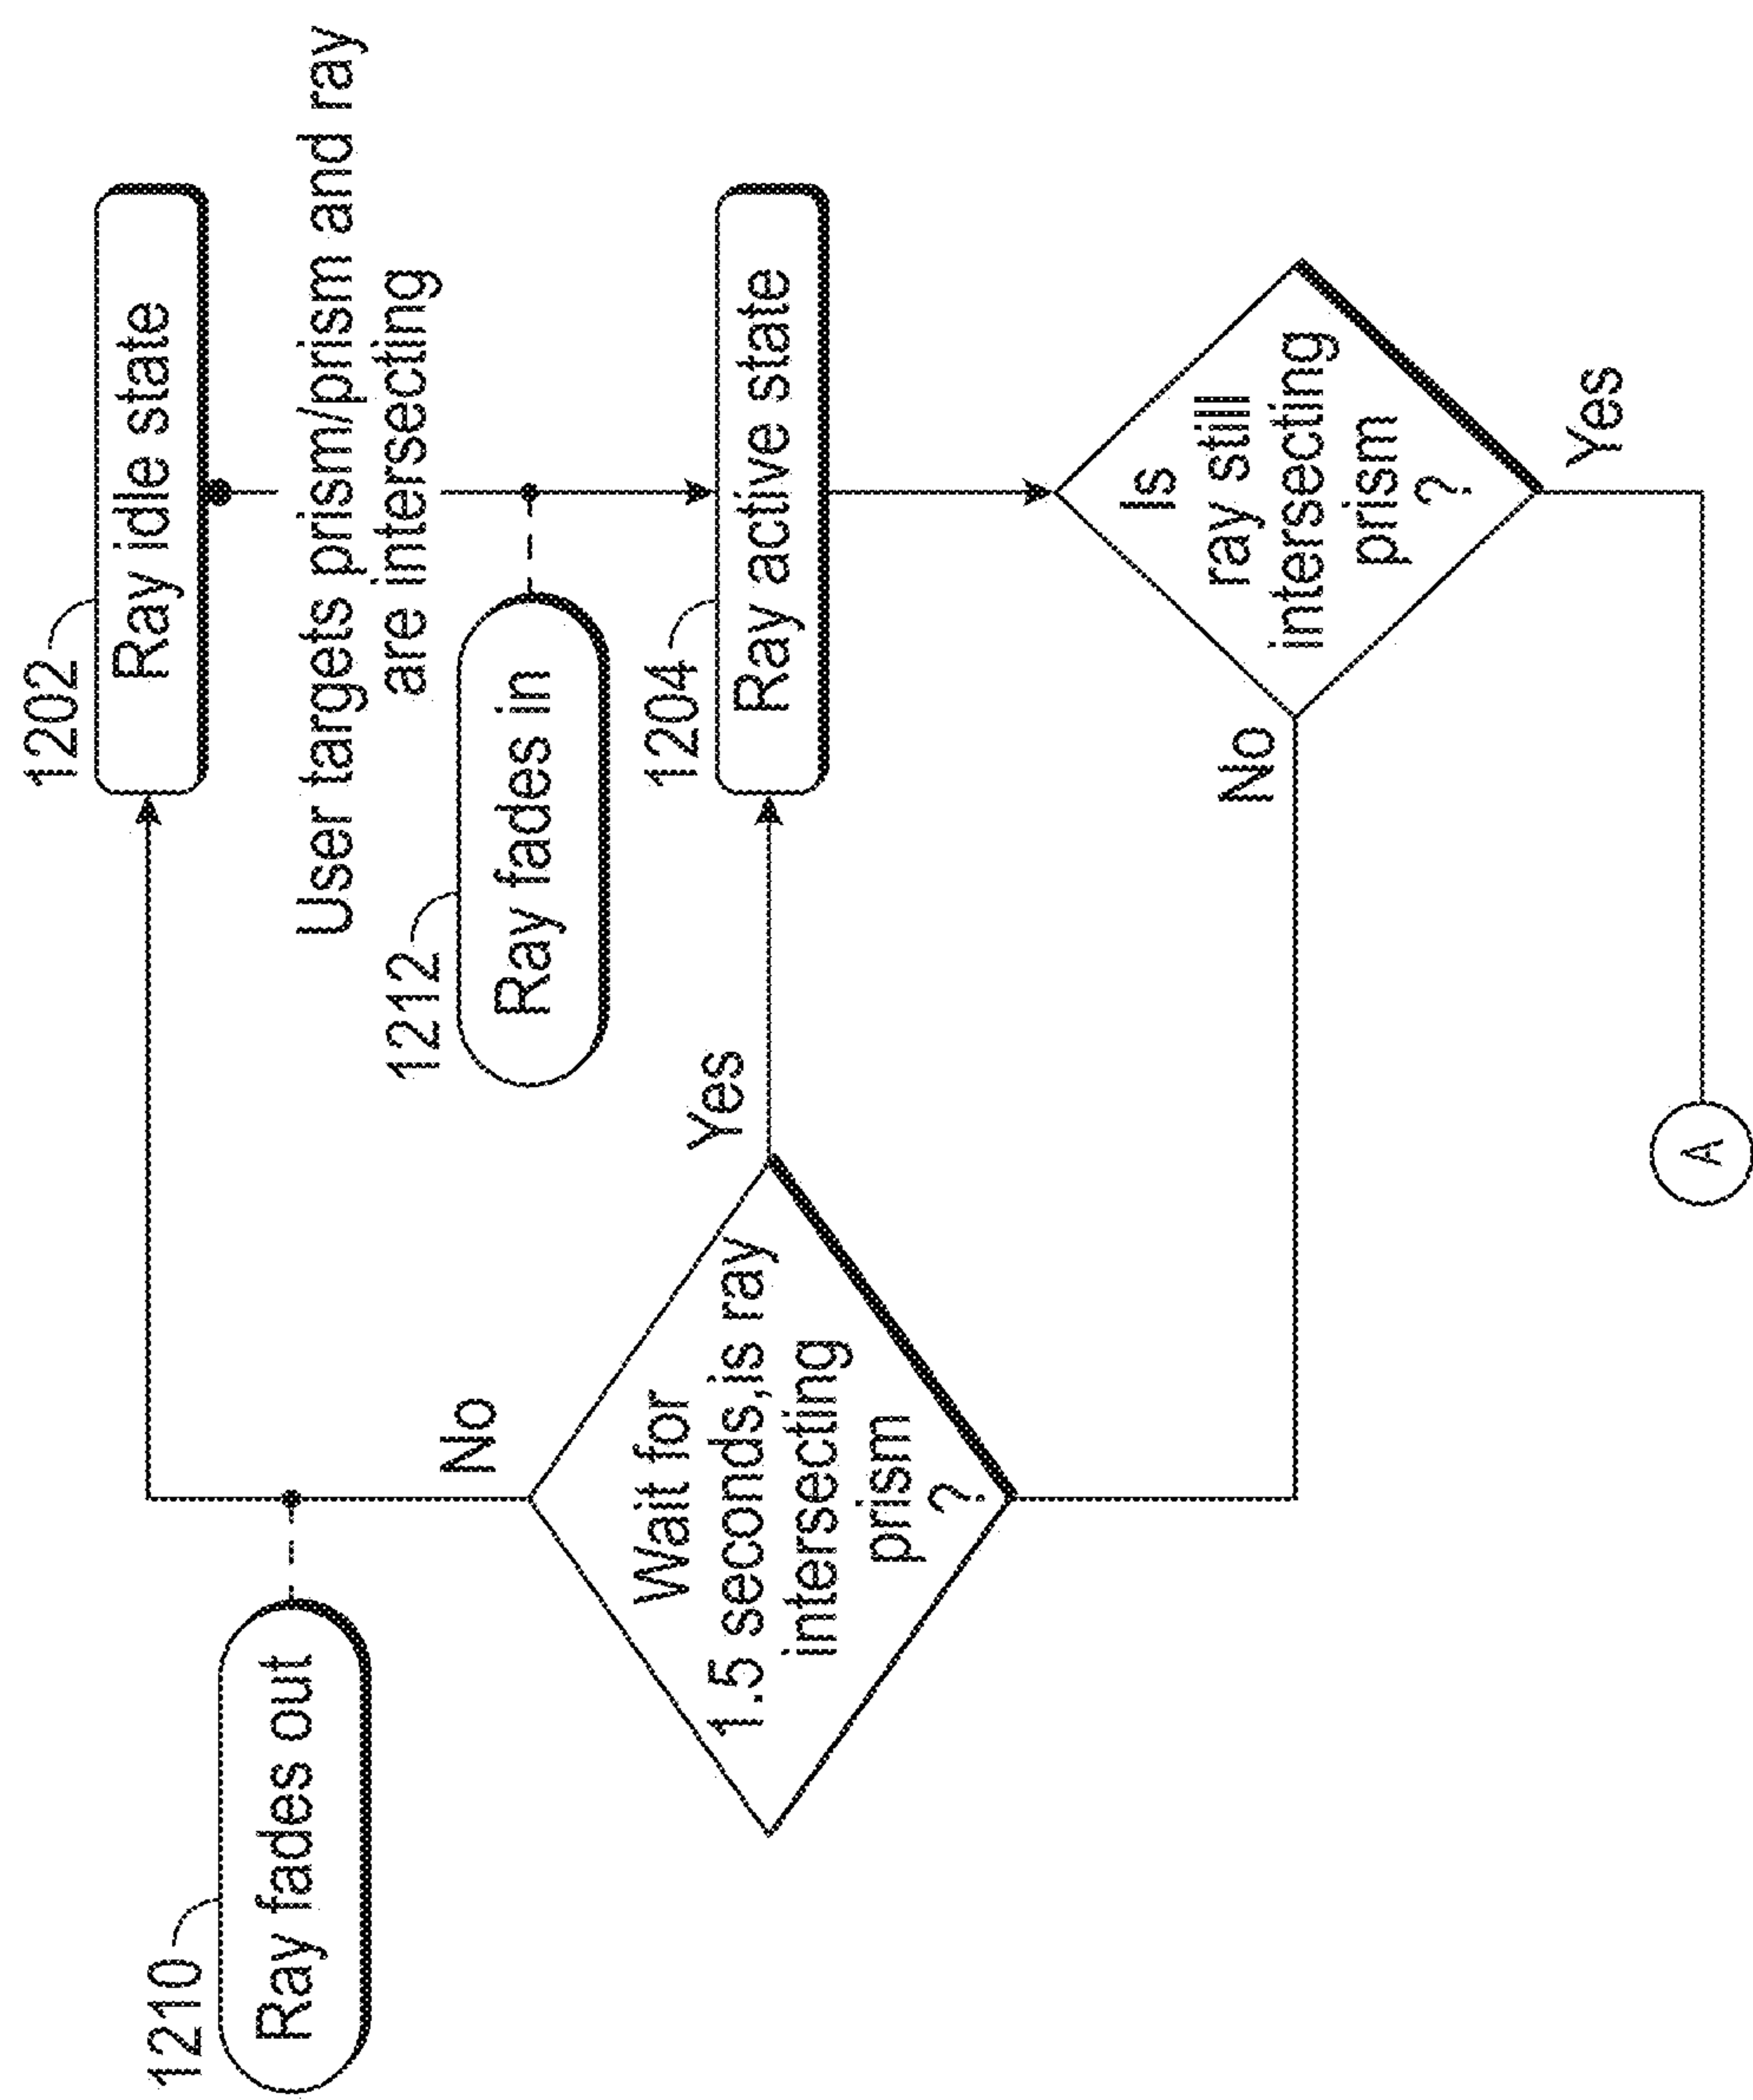 1202
Ray idle state
User targets prism/prism and ray
are intersecting
1210
Ray fades out
1212
Ray fades in
No
Wait for
1.5 seconds,is ray
intersecting
prism
?
Yes
1204
Ray active state
No
Is
ray still
intersecting
prism
?
Yes
A